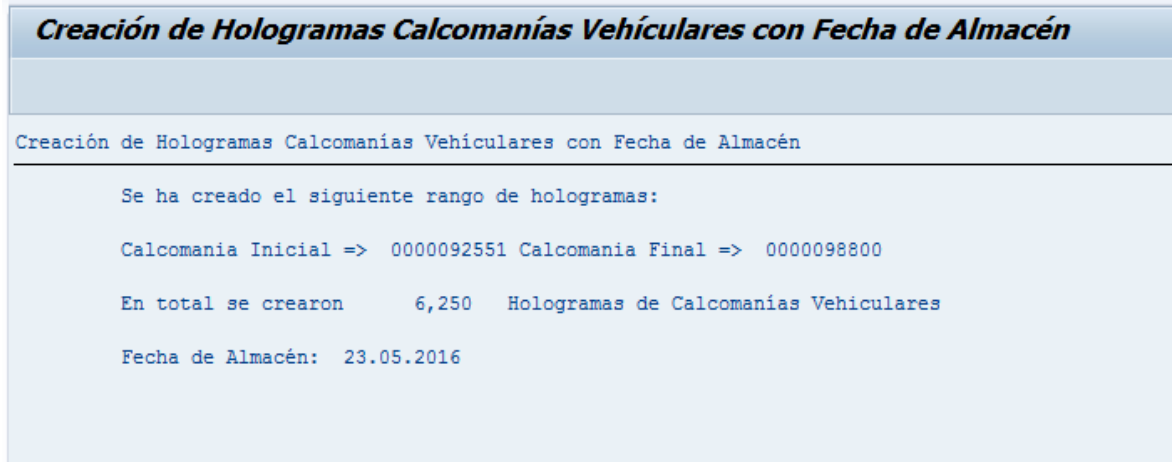 Creación de Hologramas Calcomanías Vehículares con Fecha de Almacén
Creación de Hologramas Calcomanías Vehículares con Fecha de Almacén
Se ha creado el siguiente rango de hologramas:
Calcomania Inicial => 0000092551 Calcomania Final => 0000098800
En total se crearon 6,250 Hologramas de Calcomanías Vehiculares
Fecha de Almacén: 23.05.2016